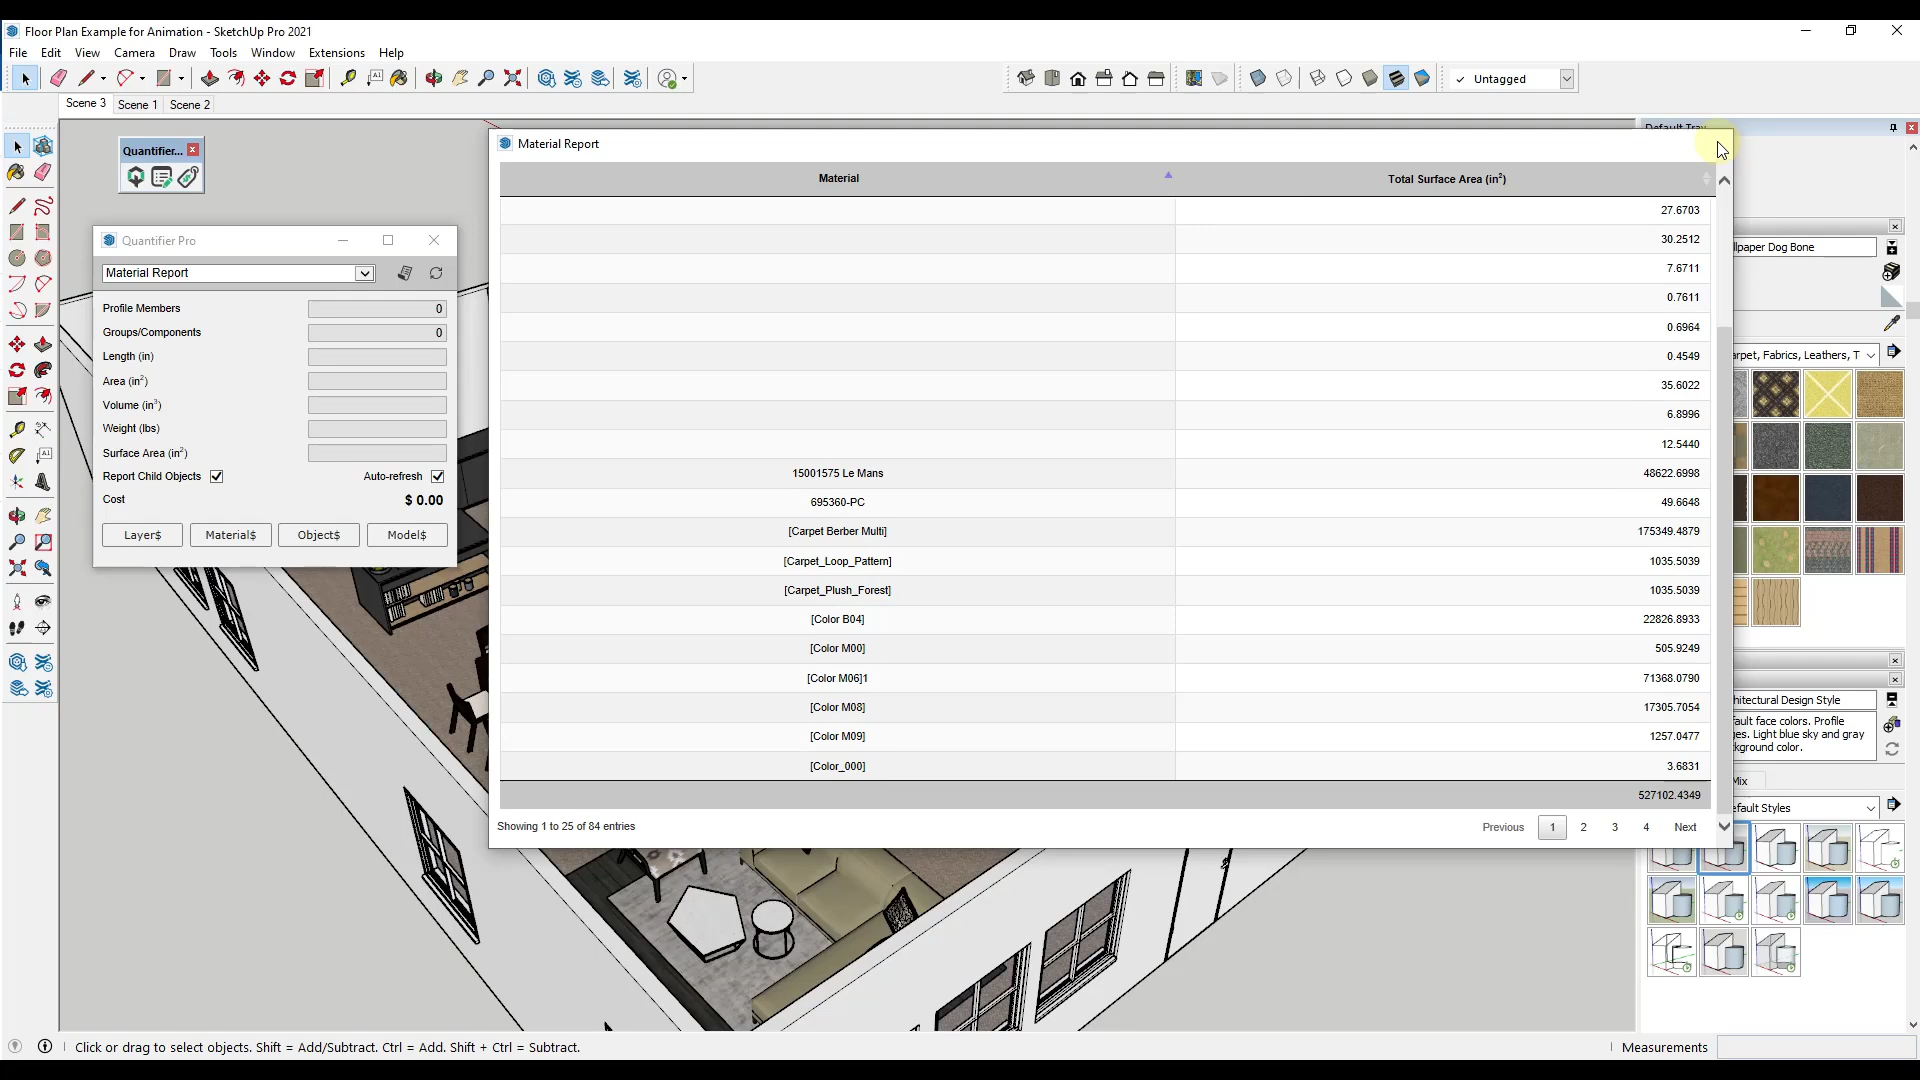 Floor Plan Example for Animation - SketchUp Pro 2021
File Edit View Camera Draw Tools Window Extensions Help
Untagged
Scene 3 Scene 1 Scene 2
Default Tray
Quantifier...
Quantifier Pro
Material Report
Profile Members 0
Groups/Components 0
Length (in)
Area (in²)
Volume (in³)
Weight (lbs)
Surface Area (in²)
Report Child Objects Auto-refresh
Cost $ 0.00
Layer$ Material$ Object$ Model$
Material Report
Material Total Surface Area (in²)
27.6703
30.2512
7.6711
0.7611
0.6964
0.4549
35.6022
6.8996
12.5440
15001575 Le Mans 48622.6998
695360-PC 49.6648
[Carpet Berber Multi] 175349.4879
[Carpet_Loop_Pattern] 1035.5039
[Carpet_Plush_Forest] 1035.5039
[Color B04] 22826.8933
[Color M00] 505.9249
[Color M06]1 71368.0790
[Color M08] 17305.7054
[Color M09] 1257.0477
[Color_000] 3.6831
527102.4349
Showing 1 to 25 of 84 entries
Previous 1 2 3 4 Next
llpaper Dog Bone
rpet, Fabrics, Leathers, T
hitectural Design Style
ault face colors. Profile
ges. Light blue sky and gray
kground color.
Mix
efault Styles
Click or drag to select objects. Shift = Add/Subtract. Ctrl = Add. Shift + Ctrl = Subtract.
Measurements